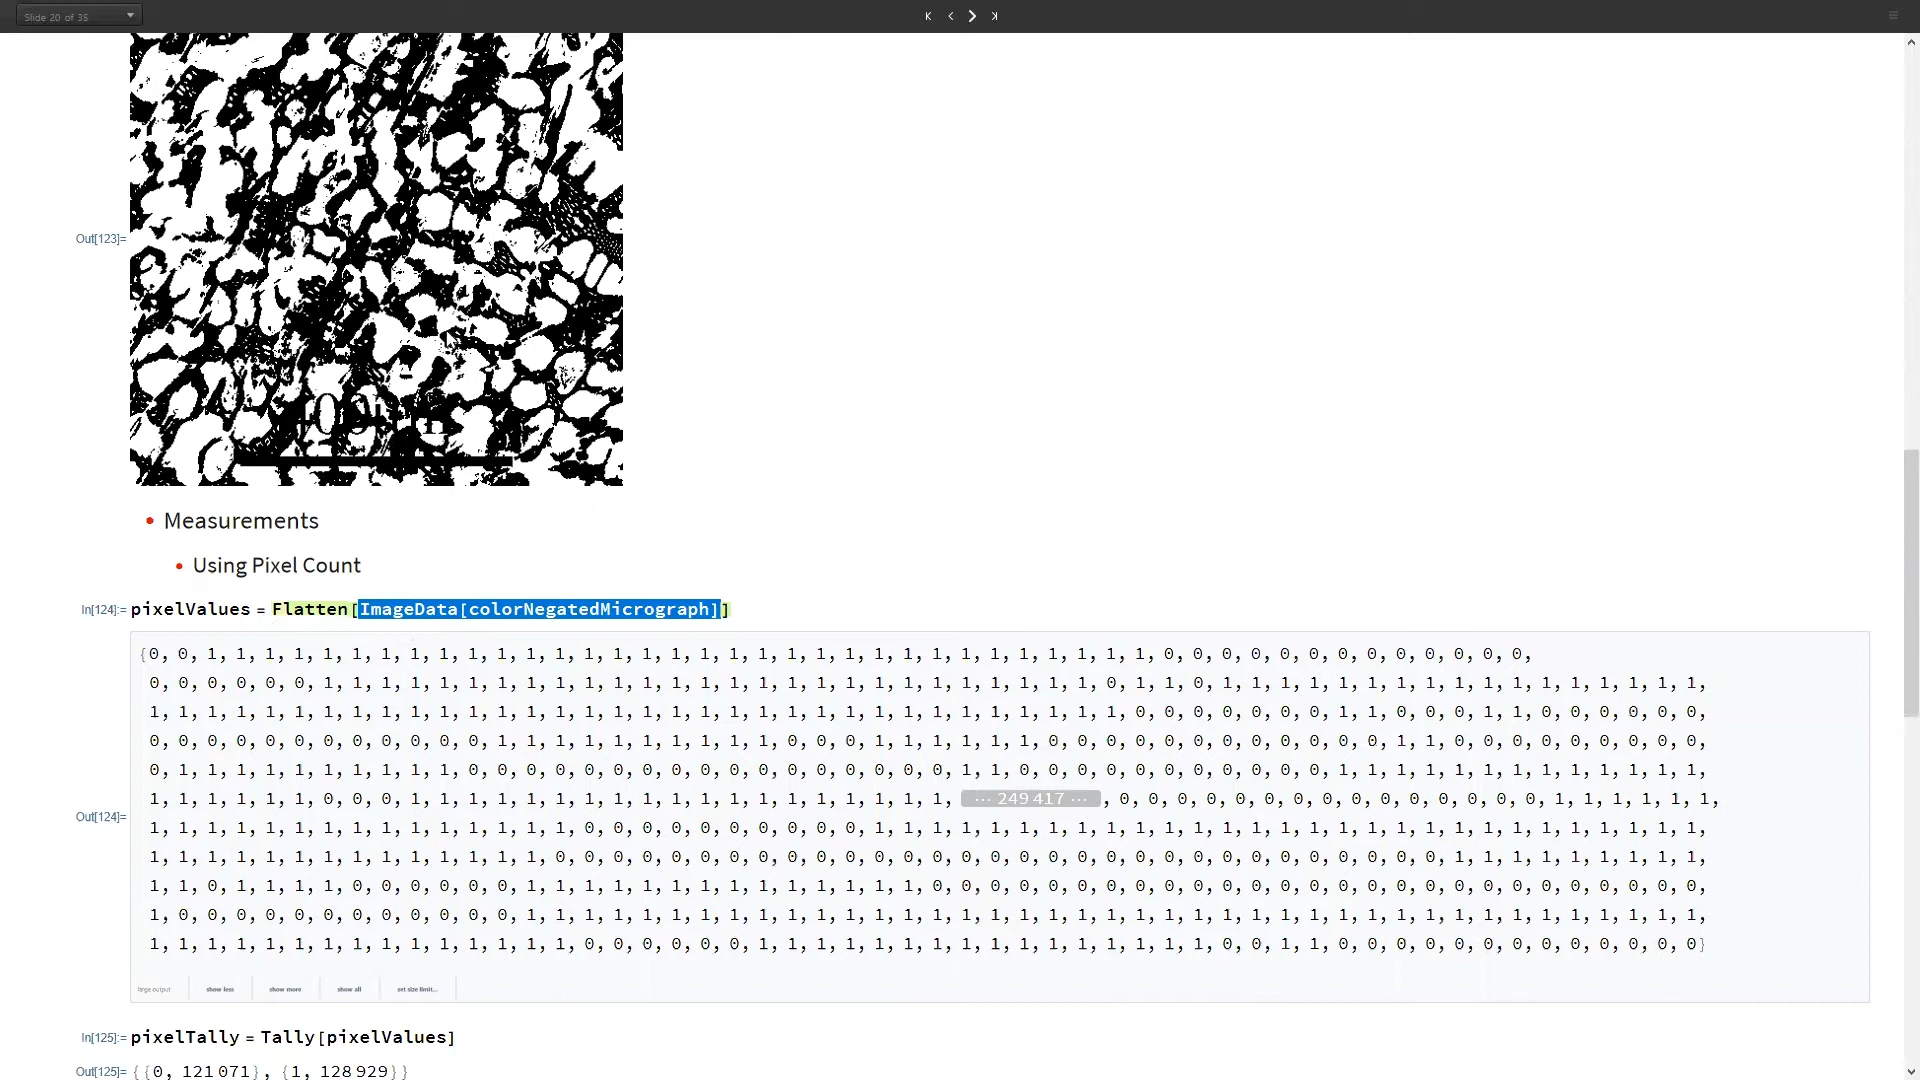 Slide 20 of 35
Out[123]=
100μm
• Measurements
• Using Pixel Count
In[124]:= pixelValues = Flatten[ImageData[colorNegatedMicrograph]]
{0, 0, 1, 1, 1, 1, 1, 1, 1, 1, 1, 1, 1, 1, 1, 1, 1, 1, 1, 1, 1, 1, 1, 1, 1, 1, 1, 1, 1, 1, 1, 1, 1, 1, 1, 0, 0, 0, 0, 0, 0, 0, 0, 0, 0, 0, 0, 0,
0, 0, 0, 0, 0, 0, 1, 1, 1, 1, 1, 1, 1, 1, 1, 1, 1, 1, 1, 1, 1, 1, 1, 1, 1, 1, 1, 1, 1, 1, 1, 1, 1, 0, 1, 1, 0, 1, 1, 1, 1, 1, 1, 1, 1, 1, 1, 1, 1, 1, 1, 1, 1, 1,
1, 1, 1, 1, 1, 1, 1, 1, 1, 1, 1, 1, 1, 1, 1, 1, 1, 1, 1, 1, 1, 1, 1, 1, 1, 1, 1, 1, 1, 1, 1, 1, 1, 1, 0, 0, 0, 0, 0, 0, 0, 1, 1, 0, 0, 0, 1, 1, 0, 0, 0, 0, 0, 0,
0, 0, 0, 0, 0, 0, 0, 0, 0, 0, 0, 0, 1, 1, 1, 1, 1, 1, 1, 1, 1, 1, 0, 0, 0, 1, 1, 1, 1, 1, 1, 0, 0, 0, 0, 0, 0, 0, 0, 0, 0, 0, 0, 1, 1, 0, 0, 0, 0, 0, 0, 0, 0, 0,
0, 1, 1, 1, 1, 1, 1, 1, 1, 1, 1, 0, 0, 0, 0, 0, 0, 0, 0, 0, 0, 0, 0, 0, 0, 0, 0, 0, 1, 1, 0, 0, 0, 0, 0, 0, 0, 0, 0, 0, 0, 1, 1, 1, 1, 1, 1, 1, 1, 1, 1, 1, 1, 1,
1, 1, 1, 1, 1, 1, 0, 0, 0, 1, 1, 1, 1, 1, 1, 1, 1, 1, 1, 1, 1, 1, 1, 1, 1, 1, 1, 1, ··· 249 417 ··· , 0, 0, 0, 0, 0, 0, 0, 0, 0, 0, 0, 0, 0, 0, 0, 1, 1, 1, 1, 1, 1,
Out[124]=
1, 1, 1, 1, 1, 1, 1, 1, 1, 1, 1, 1, 1, 1, 1, 0, 0, 0, 0, 0, 0, 0, 0, 0, 0, 1, 1, 1, 1, 1, 1, 1, 1, 1, 1, 1, 1, 1, 1, 1, 1, 1, 1, 1, 1, 1, 1, 1, 1, 1, 1, 1, 1, 1,
1, 1, 1, 1, 1, 1, 1, 1, 1, 1, 1, 1, 1, 1, 0, 0, 0, 0, 0, 0, 0, 0, 0, 0, 0, 0, 0, 0, 0, 0, 0, 0, 0, 0, 0, 0, 0, 0, 0, 0, 0, 0, 0, 0, 0, 1, 1, 1, 1, 1, 1, 1, 1, 1,
1, 1, 0, 1, 1, 1, 1, 0, 0, 0, 0, 0, 0, 1, 1, 1, 1, 1, 1, 1, 1, 1, 1, 1, 1, 1, 1, 0, 0, 0, 0, 0, 0, 0, 0, 0, 0, 0, 0, 0, 0, 0, 0, 0, 0, 0, 0, 0, 0, 0, 0, 0, 0, 0,
1, 0, 0, 0, 0, 0, 0, 0, 0, 0, 0, 0, 0, 1, 1, 1, 1, 1, 1, 1, 1, 1, 1, 1, 1, 1, 1, 1, 1, 1, 1, 1, 1, 1, 1, 1, 1, 1, 1, 1, 1, 1, 1, 1, 1, 1, 1, 1, 1, 1, 1, 1, 1, 1,
1, 1, 1, 1, 1, 1, 1, 1, 1, 1, 1, 1, 1, 1, 1, 0, 0, 0, 0, 0, 0, 1, 1, 1, 1, 1, 1, 1, 1, 1, 1, 1, 1, 1, 1, 1, 1, 0, 0, 1, 1, 0, 0, 0, 0, 0, 0, 0, 0, 0, 0, 0, 0, 0}
large output show less show more show all set size limit...
In[125]:= pixelTally = Tally[pixelValues]
Out[125]= {{0, 121 071}, {1, 128 929}}